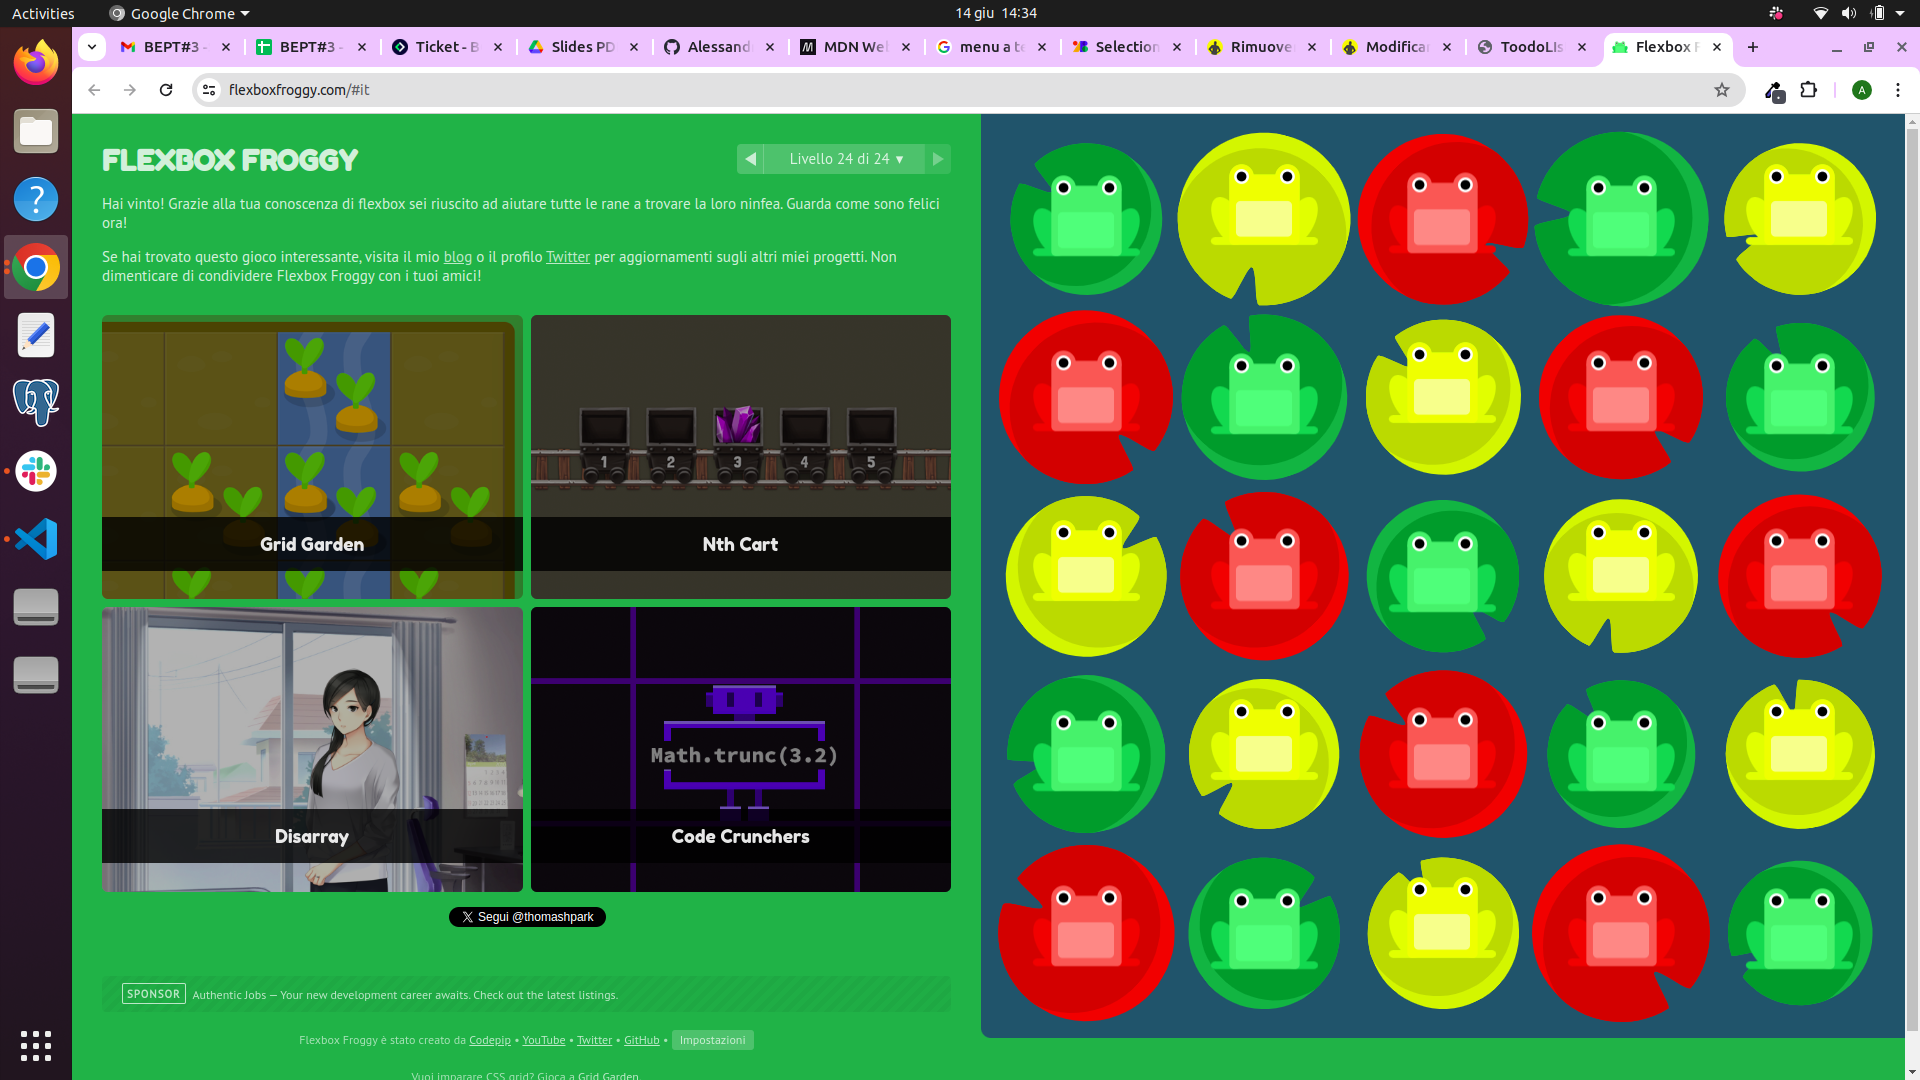 Activities
Google Chrome
14 giu 14:34
BEPT#3 -
BEPT#3 -
Ticket - B
Slides PD
Alessand
MDN Web
menu a te
Selection
Rimuove
Modificar
ToodoLIs
Flexbox F
flexboxfroggy.com/#it
A
FLEXBOX FROGGY
Livello 24 di 24 ▾
Hai vinto! Grazie alla tua conoscenza di flexbox sei riuscito ad aiutare tutte le rane a trovare la loro ninfea. Guarda come sono felici
ora!
Se hai trovato questo gioco interessante, visita il mio blog o il profilo Twitter per aggiornamenti sugli altri miei progetti. Non
dimenticare di condividere Flexbox Froggy con i tuoi amici!
1 2 3 4 5
Grid Garden
Nth Cart
Math.trunc(3.2)
Disarray
Code Crunchers
Segui @thomashpark
SPONSOR Authentic Jobs — Your new development career awaits. Check out the latest listings.
Flexbox Froggy è stato creato da Codepip • YouTube • Twitter • GitHub • Impostazioni
Vuoi imparare CSS grid? Gioca a Grid Garden.